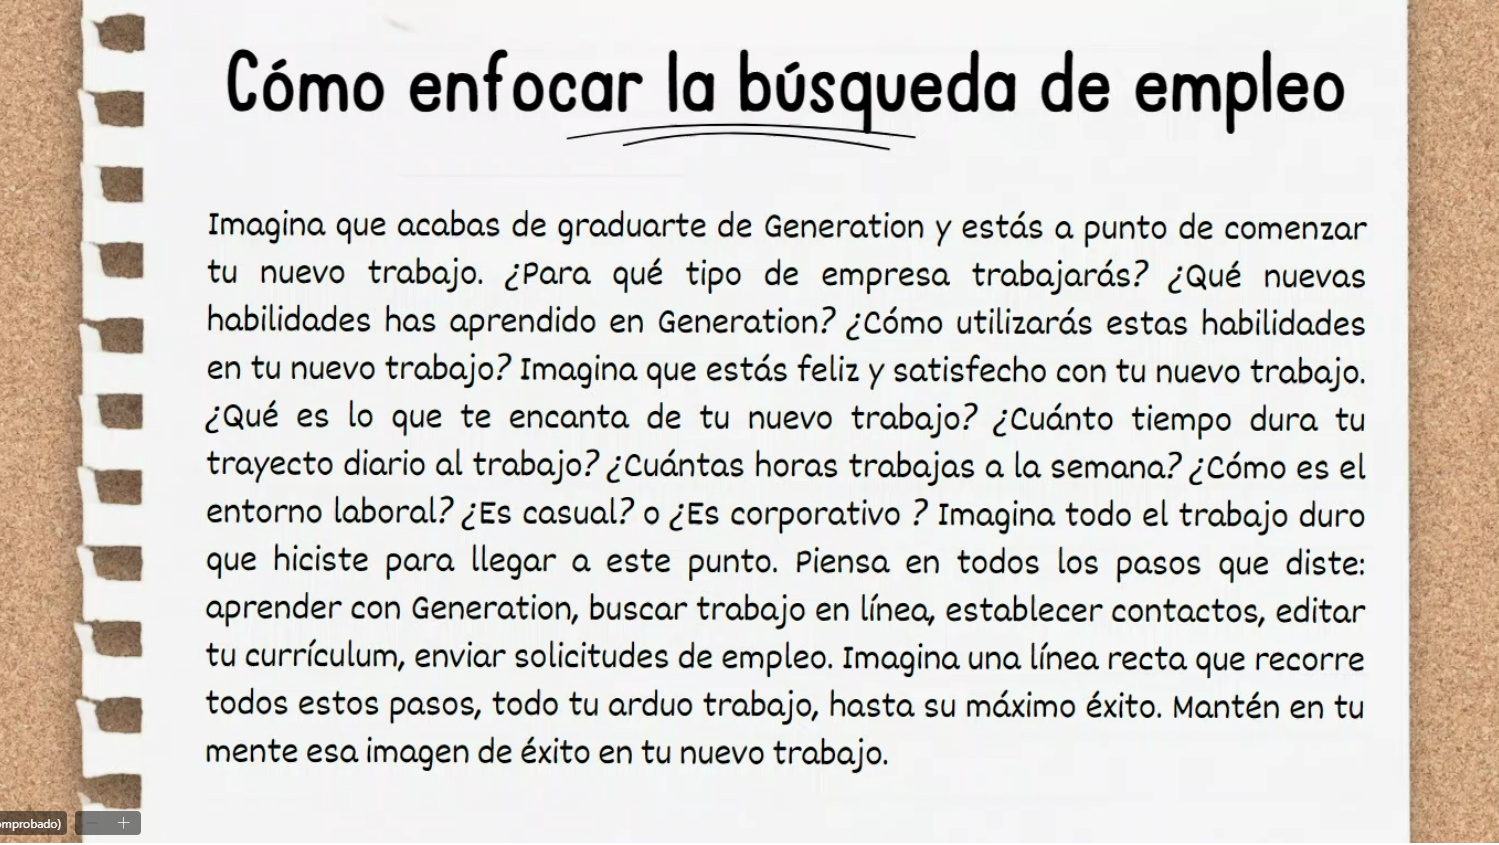 Cómo enfocar la búsqueda de empleo
Imagina que acabas de graduarte de Generation y estás a punto de comenzar
tu nuevo trabajo. ¿Para qué tipo de empresa trabajarás? ¿Qué nuevas
habilidades has aprendido en Generation? ¿Cómo utilizarás estas habilidades
en tu nuevo trabajo? Imagina que estás feliz y satisfecho con tu nuevo trabajo.
¿Qué es lo que te encanta de tu nuevo trabajo? ¿Cuánto tiempo dura tu
trayecto diario al trabajo? ¿Cuántas horas trabajas a la semana? ¿Cómo es el
entorno laboral? ¿Es casual? o ¿Es corporativo ? Imagina todo el trabajo duro
que hiciste para llegar a este punto. Piensa en todos los pasos que diste:
aprender con Generation, buscar trabajo en línea, establecer contactos, editar
tu currículum, enviar solicitudes de empleo. Imagina una línea recta que recorre
todos estos pasos, todo tu arduo trabajo, hasta su máximo éxito. Mantén en tu
mente esa imagen de éxito en tu nuevo trabajo.
omprobado)